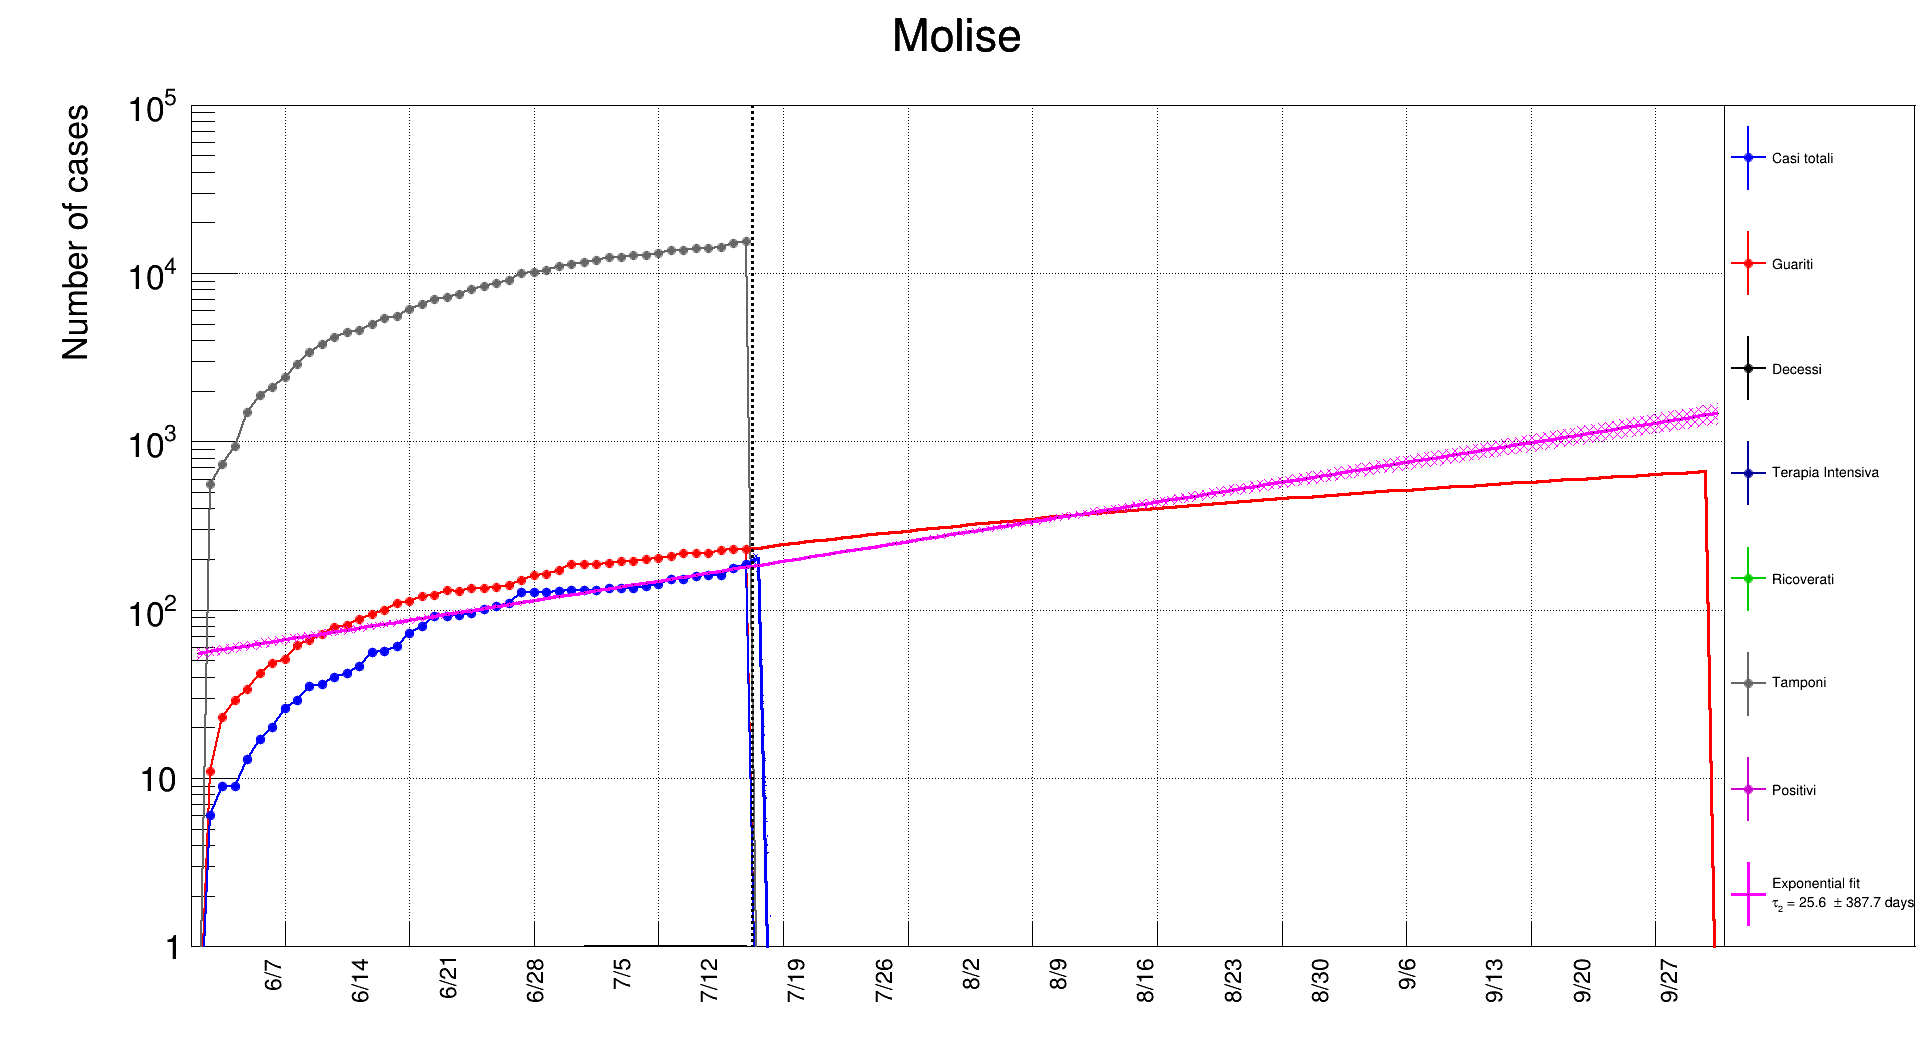 Molise
Number of cases
10^5
10^4
10^3
10^2
10
1
6/7
6/14
6/21
6/28
7/5
7/12
7/19
7/26
8/2
8/9
8/16
8/23
8/30
9/6
9/13
9/20
9/27
Casi totali
Guariti
Decessi
Terapia Intensiva
Ricoverati
Tamponi
Positivi
Exponential fit
τ₂ = 25.6 ± 387.7 days